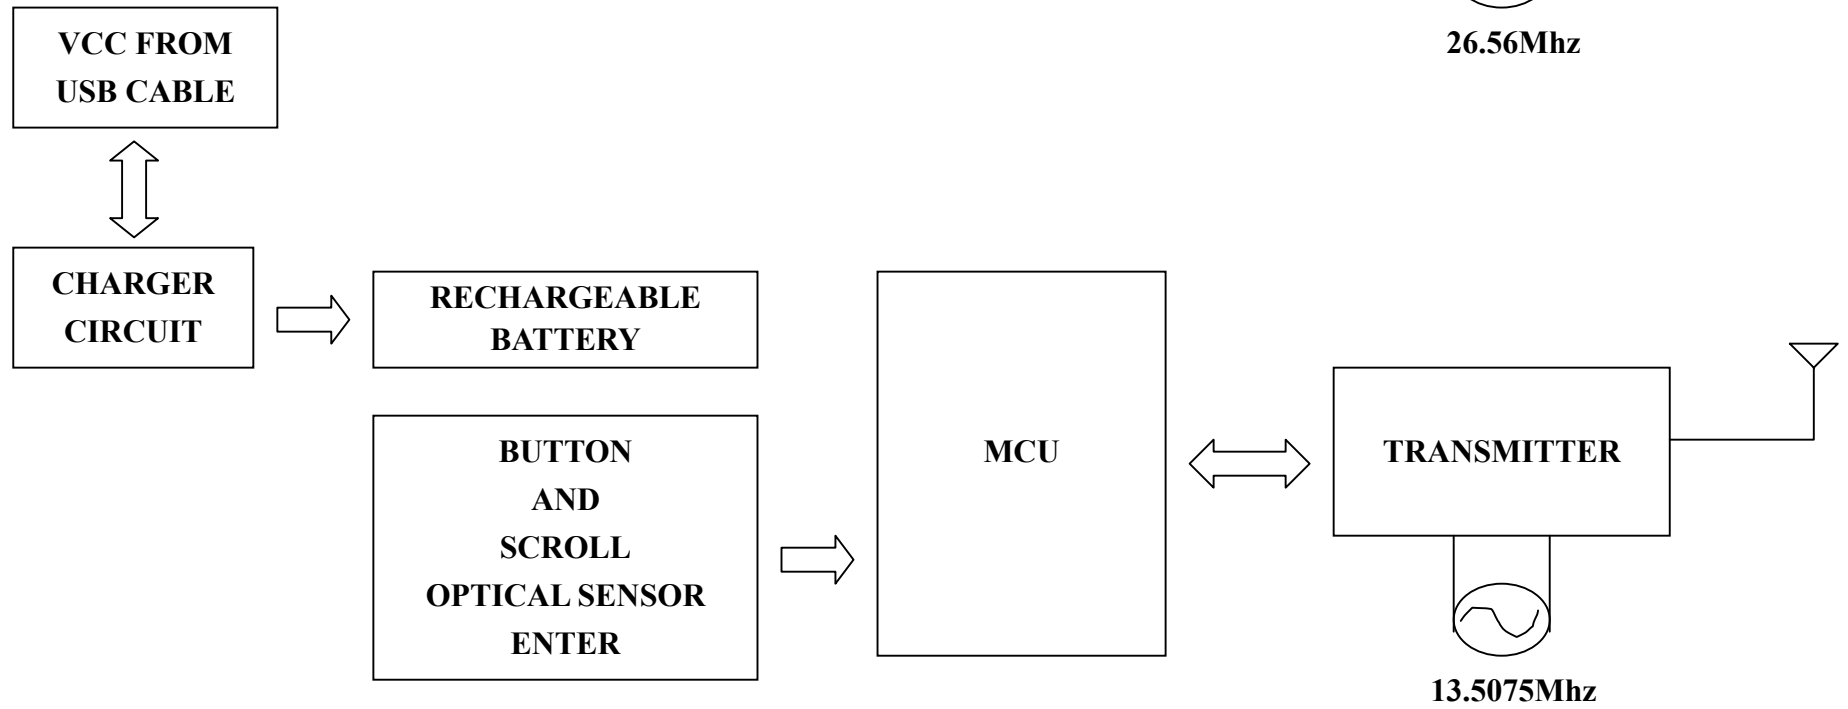 26.56Mhz
VCC FROM
USB CABLE
CHARGER
CIRCUIT
RECHARGEABLE
BATTERY
BUTTON
AND
SCROLL
OPTICAL SENSOR
ENTER
MCU
TRANSMITTER
13.5075Mhz